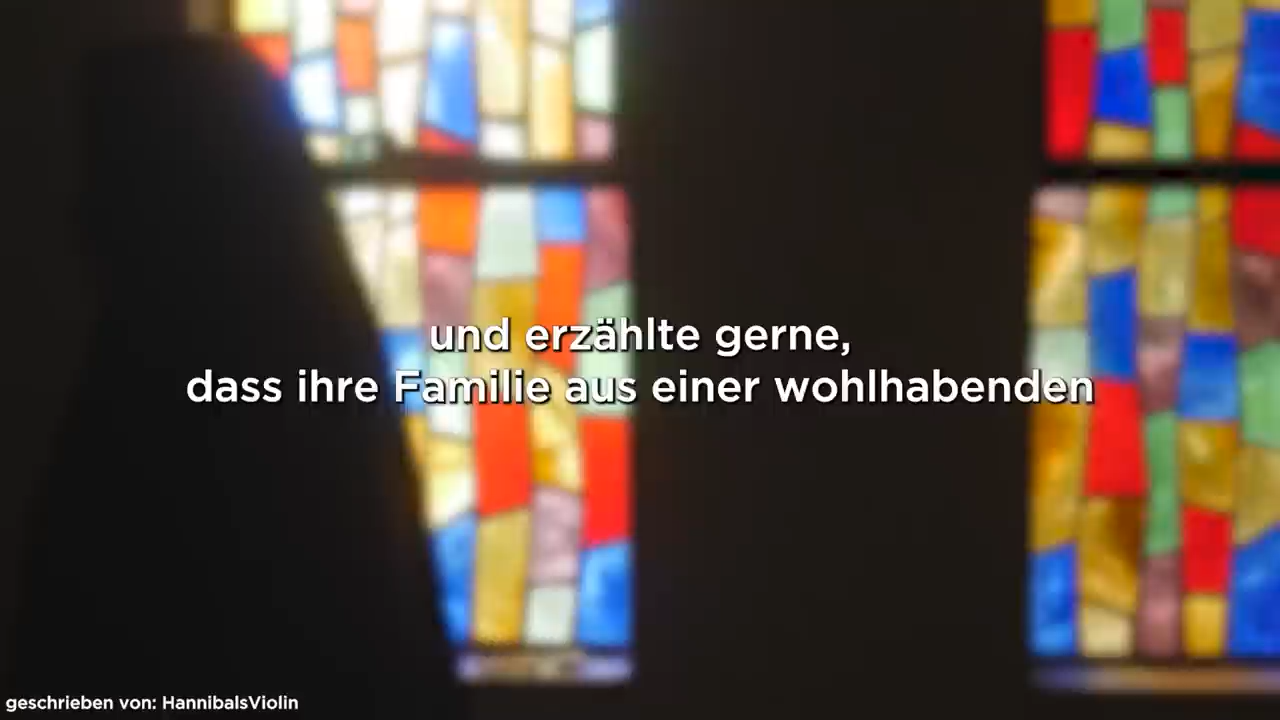 und erzählte gerne,
dass ihre Familie aus einer wohlhabenden
geschrieben von: HannibalsViolin